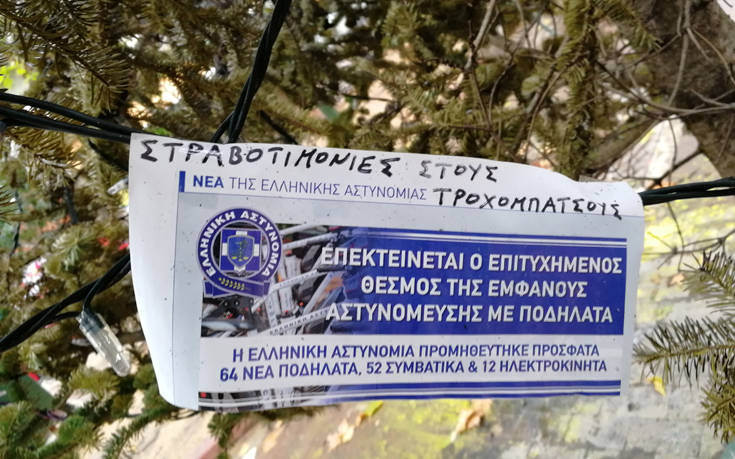 ΣΤΡΑΒΟΤΙΜΟΝΙΕΣ ΣΤΟΥΣ
ΤΡΟΧΟΜΠΑΤΣΟΥΣ
ΝΕΑ ΤΗΣ ΕΛΛΗΝΙΚΗΣ ΑΣΤΥΝΟΜΙΑΣ
ΕΛΛΗΝΙΚΗ ΑΣΤΥΝΟΜΙΑ
ΕΠΕΚΤΕΙΝΕΤΑΙ Ο ΕΠΙΤΥΧΗΜΕΝΟΣ
ΘΕΣΜΟΣ ΤΗΣ ΕΜΦΑΝΟΥΣ
ΑΣΤΥΝΟΜΕΥΣΗΣ ΜΕ ΠΟΔΗΛΑΤΑ
Η ΕΛΛΗΝΙΚΗ ΑΣΤΥΝΟΜΙΑ ΠΡΟΜΗΘΕΥΤΗΚΕ ΠΡΟΣΦΑΤΑ
64 ΝΕΑ ΠΟΔΗΛΑΤΑ, 52 ΣΥΜΒΑΤΙΚΑ & 12 ΗΛΕΚΤΡΟΚΙΝΗΤΑ